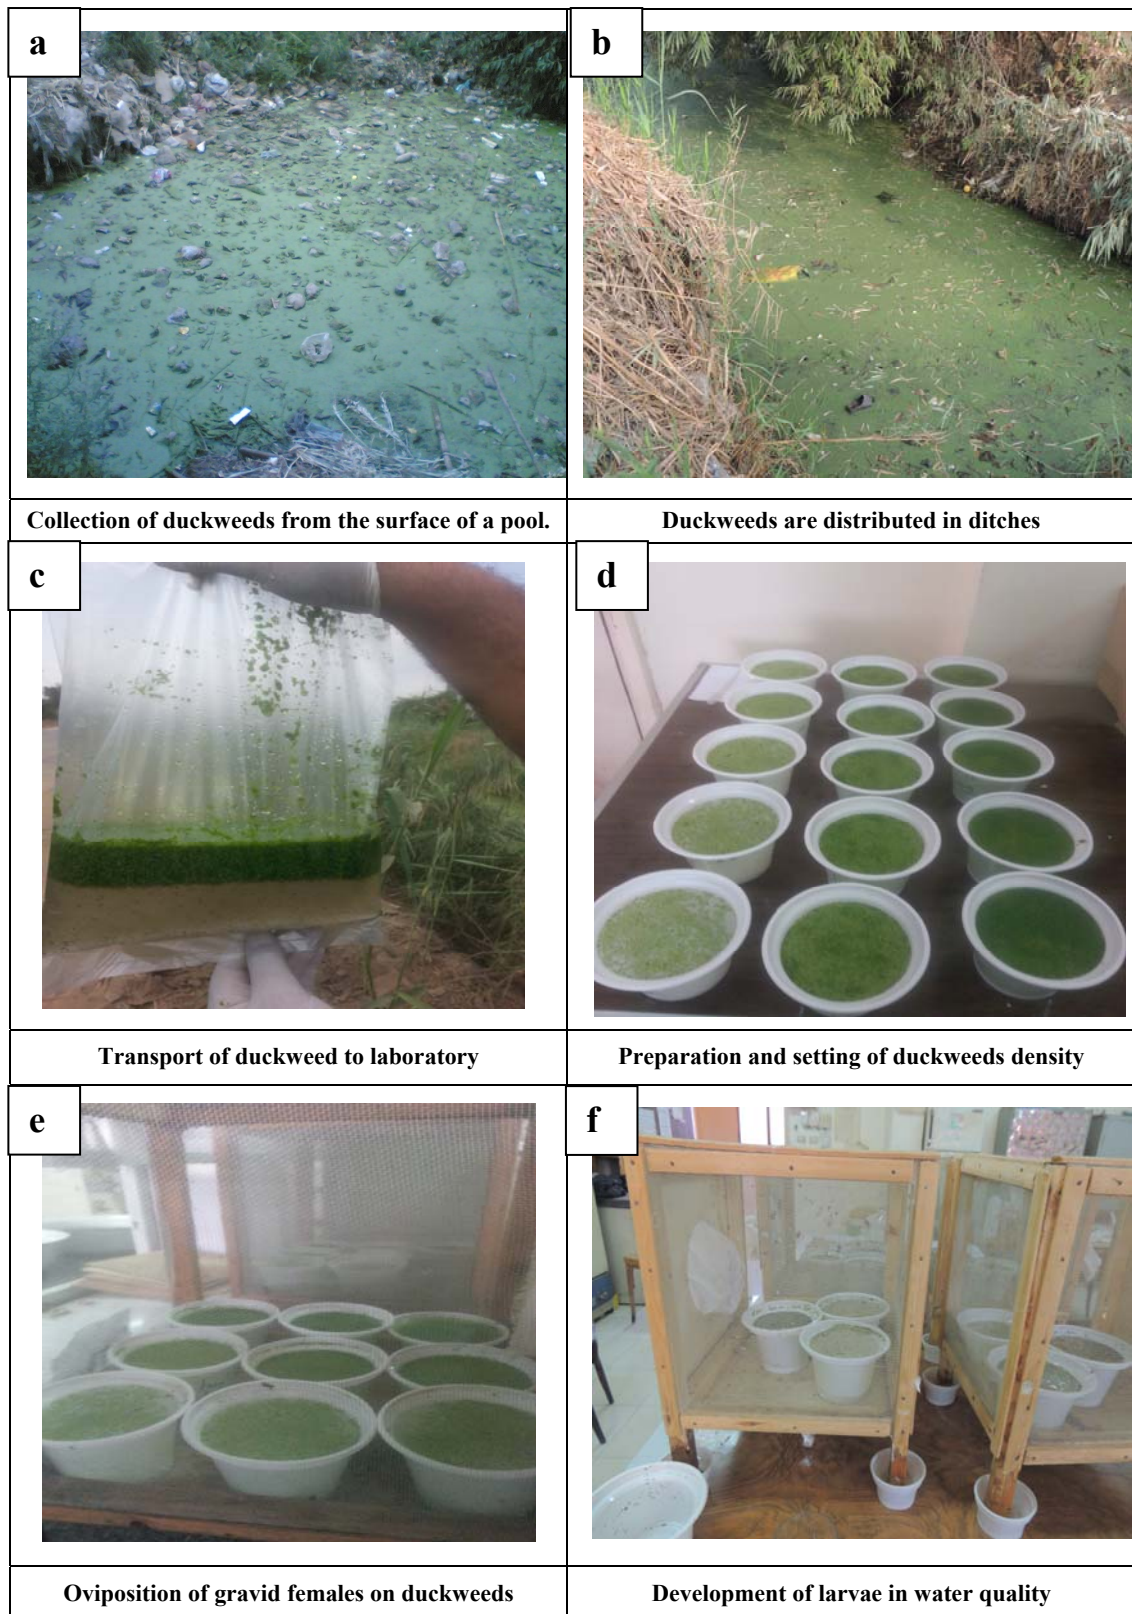 a
b
Collection of duckweeds from the surface of a pool.
Duckweeds are distributed in ditches
c
d
Transport of duckweed to laboratory
Preparation and setting of duckweeds density
e
f
Oviposition of gravid females on duckweeds
Development of larvae in water quality